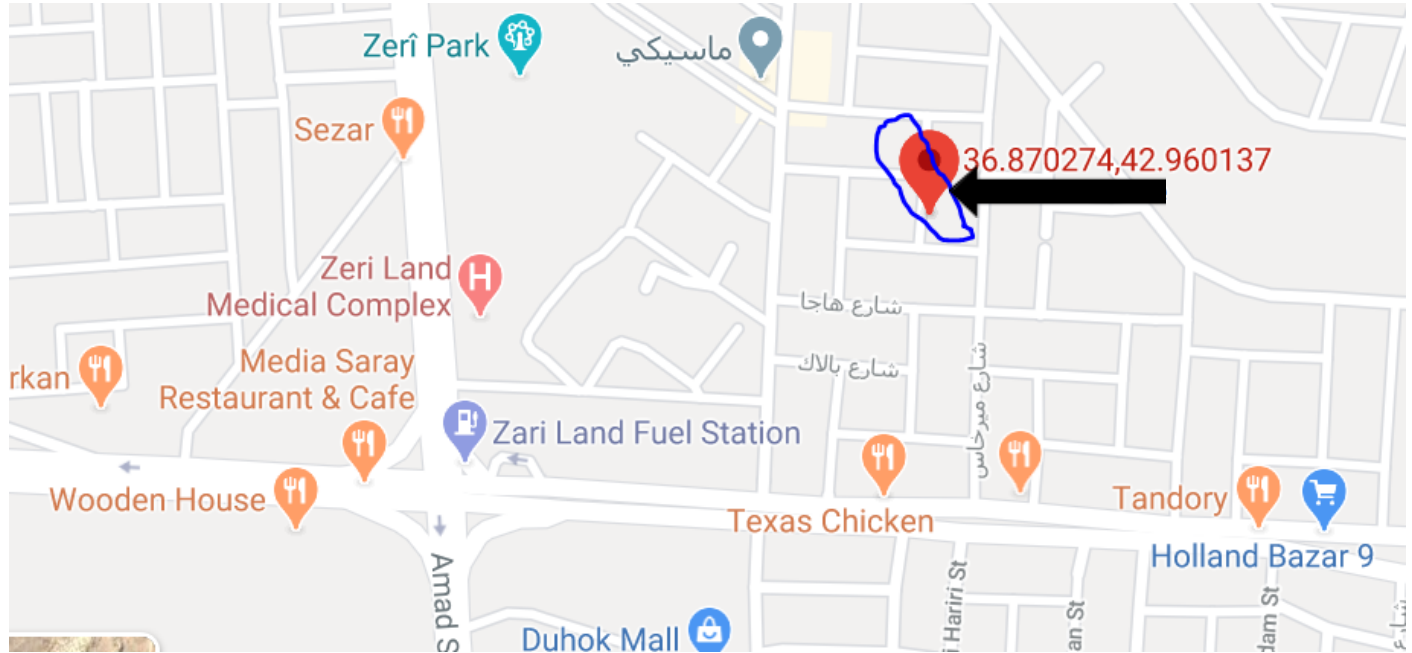 Zerî Park
ماسيكي
Sezar
36.870274,42.960137
Zeri Land
Medical Complex
شارع هاجا
Media Saray
Restaurant & Cafe
شارع بالاك
rkan
شارع ميرخاس
Zari Land Fuel Station
Wooden House
Texas Chicken
Tandory
Holland Bazar 9
Amad S
i Hariri St
an St
dam St
شارع
Duhok Mall